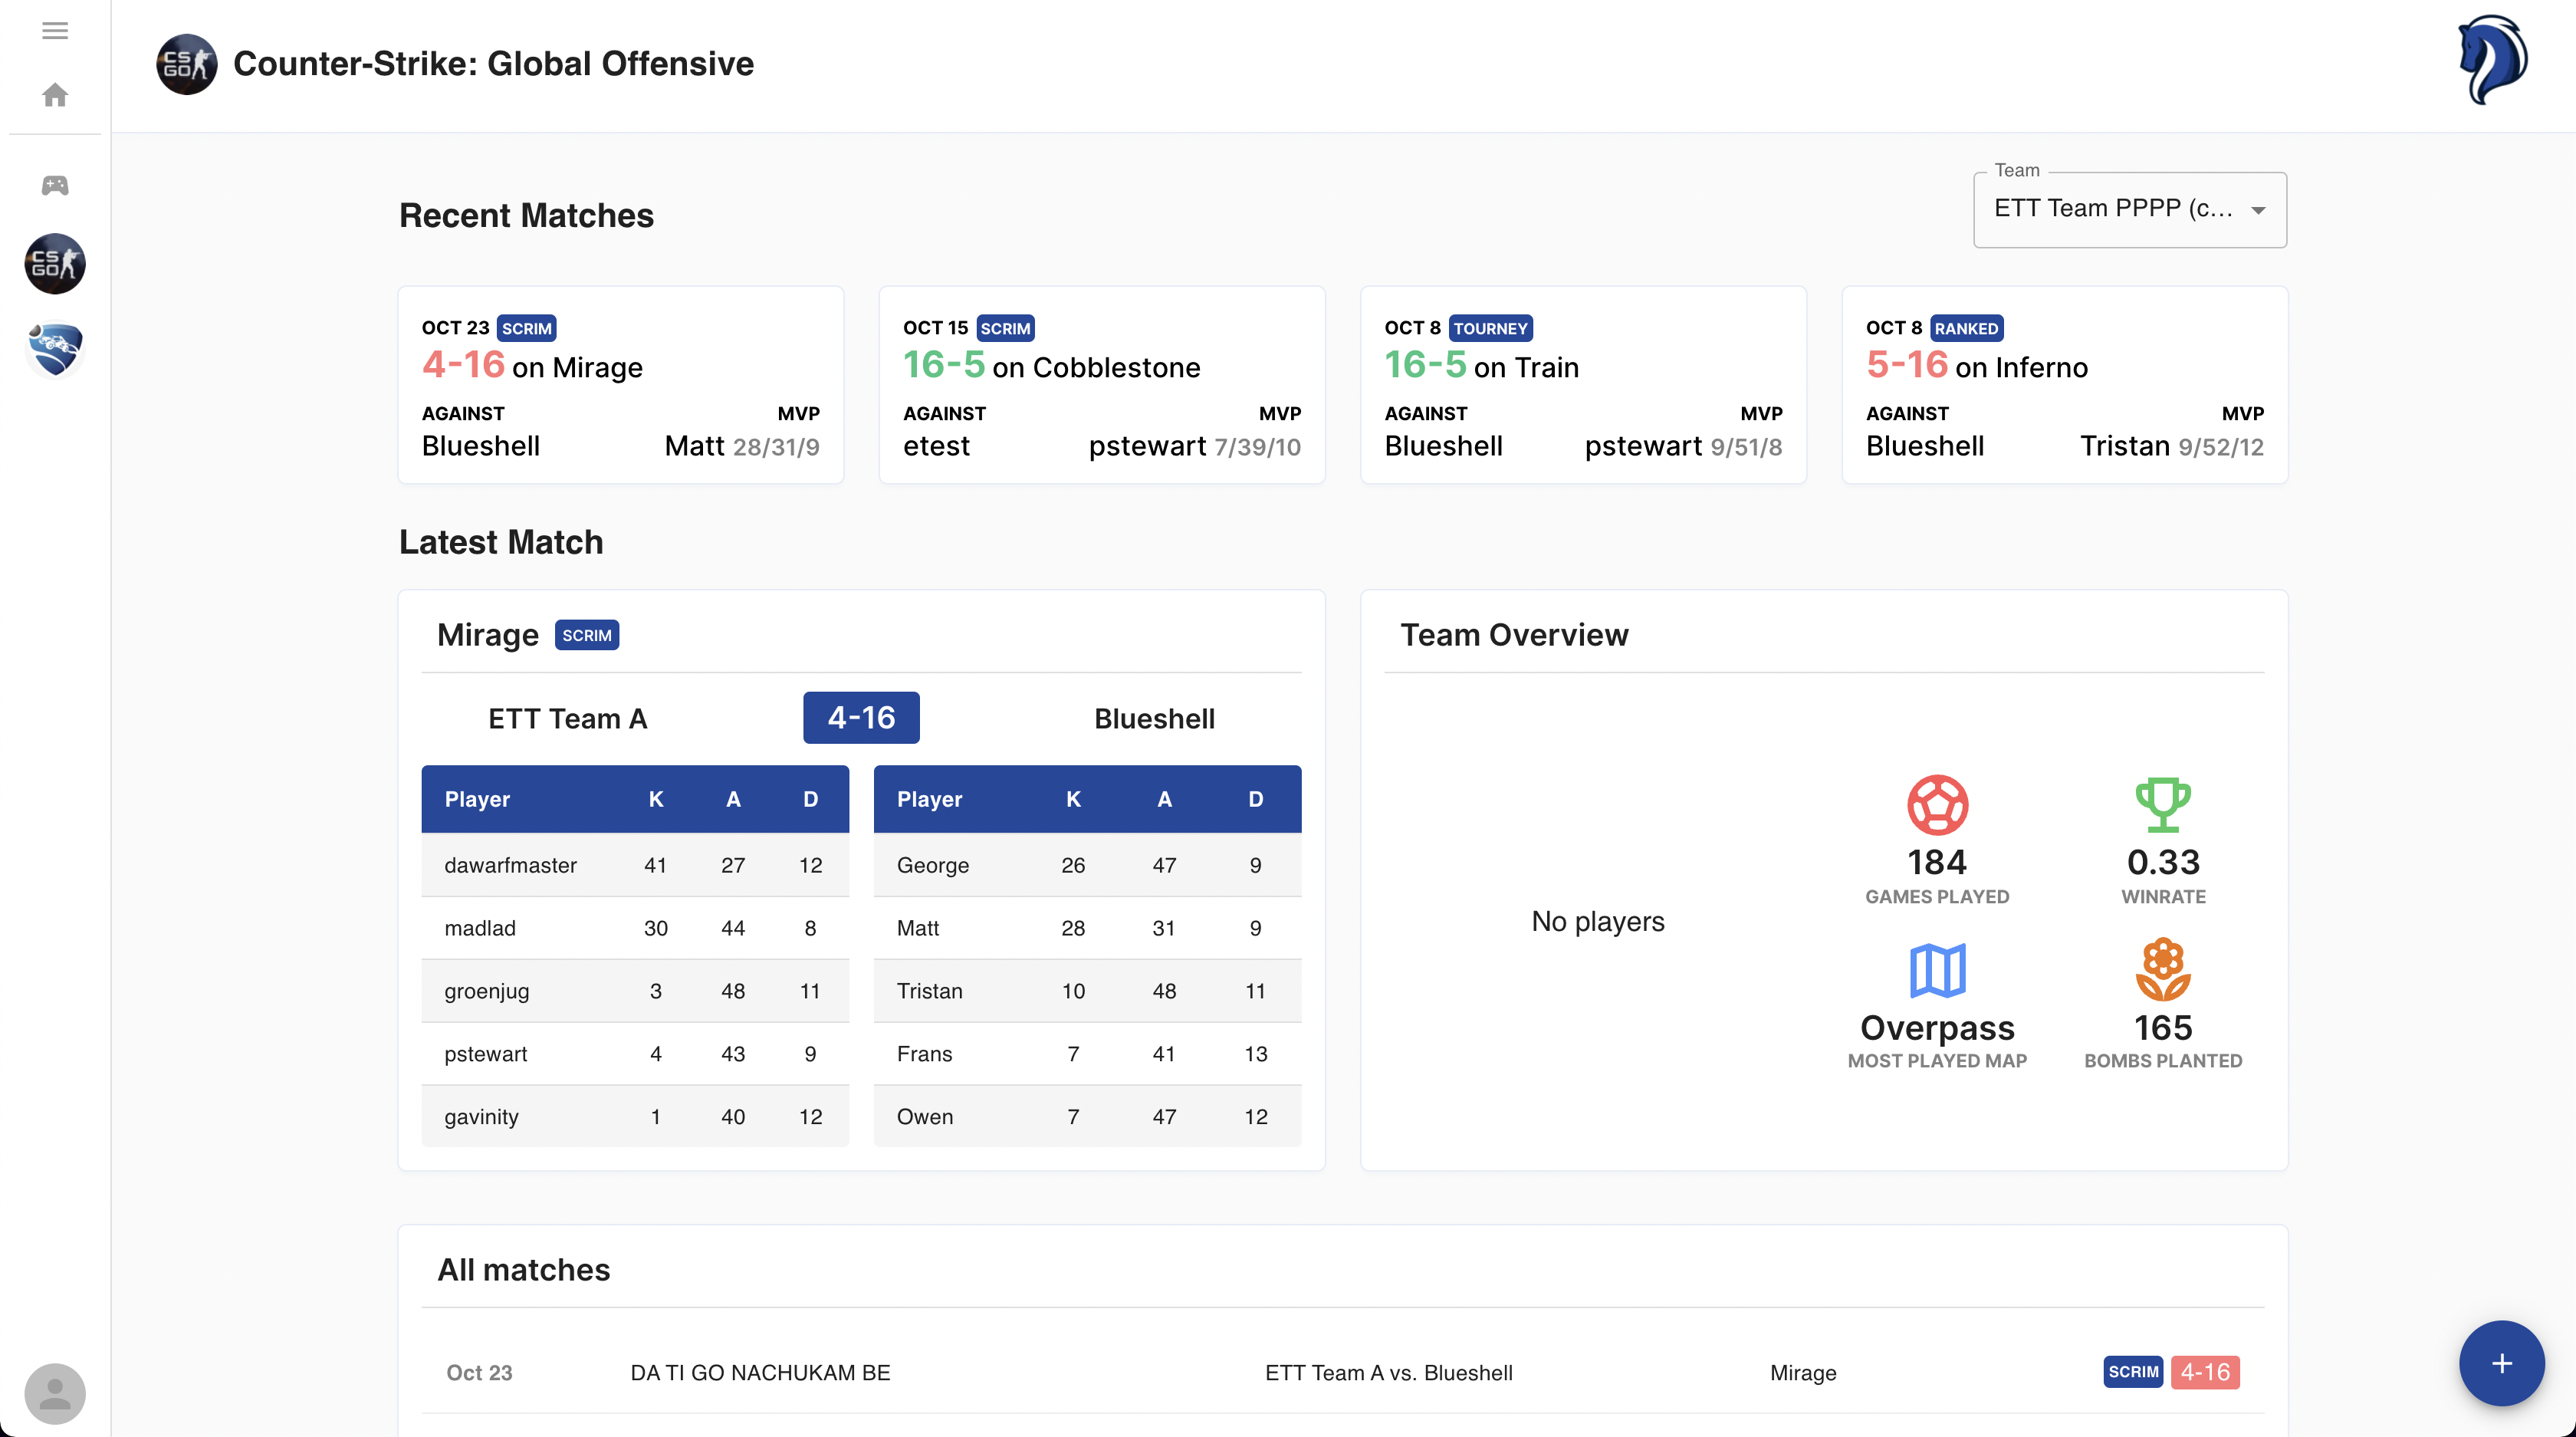 CS GO Counter-Strike: Global Offensive
CS GO
Team
ETT Team PPPP (c...
Recent Matches
OCT 23 SCRIM
4-16 on Mirage
AGAINST MVP
Blueshell Matt 28/31/9
OCT 15 SCRIM
16-5 on Cobblestone
AGAINST MVP
etest pstewart 7/39/10
OCT 8 TOURNEY
16-5 on Train
AGAINST MVP
Blueshell pstewart 9/51/8
OCT 8 RANKED
5-16 on Inferno
AGAINST MVP
Blueshell Tristan 9/52/12
Latest Match
Mirage SCRIM
ETT Team A 4-16 Blueshell
Player K A D
dawarfmaster 41 27 12
madlad 30 44 8
groenjug 3 48 11
pstewart 4 43 9
gavinity 1 40 12
Player K A D
George 26 47 9
Matt 28 31 9
Tristan 10 48 11
Frans 7 41 13
Owen 7 47 12
Team Overview
No players
184
GAMES PLAYED
0.33
WINRATE
Overpass
MOST PLAYED MAP
165
BOMBS PLANTED
All matches
Oct 23 DA TI GO NACHUKAM BE ETT Team A vs. Blueshell Mirage SCRIM 4-16